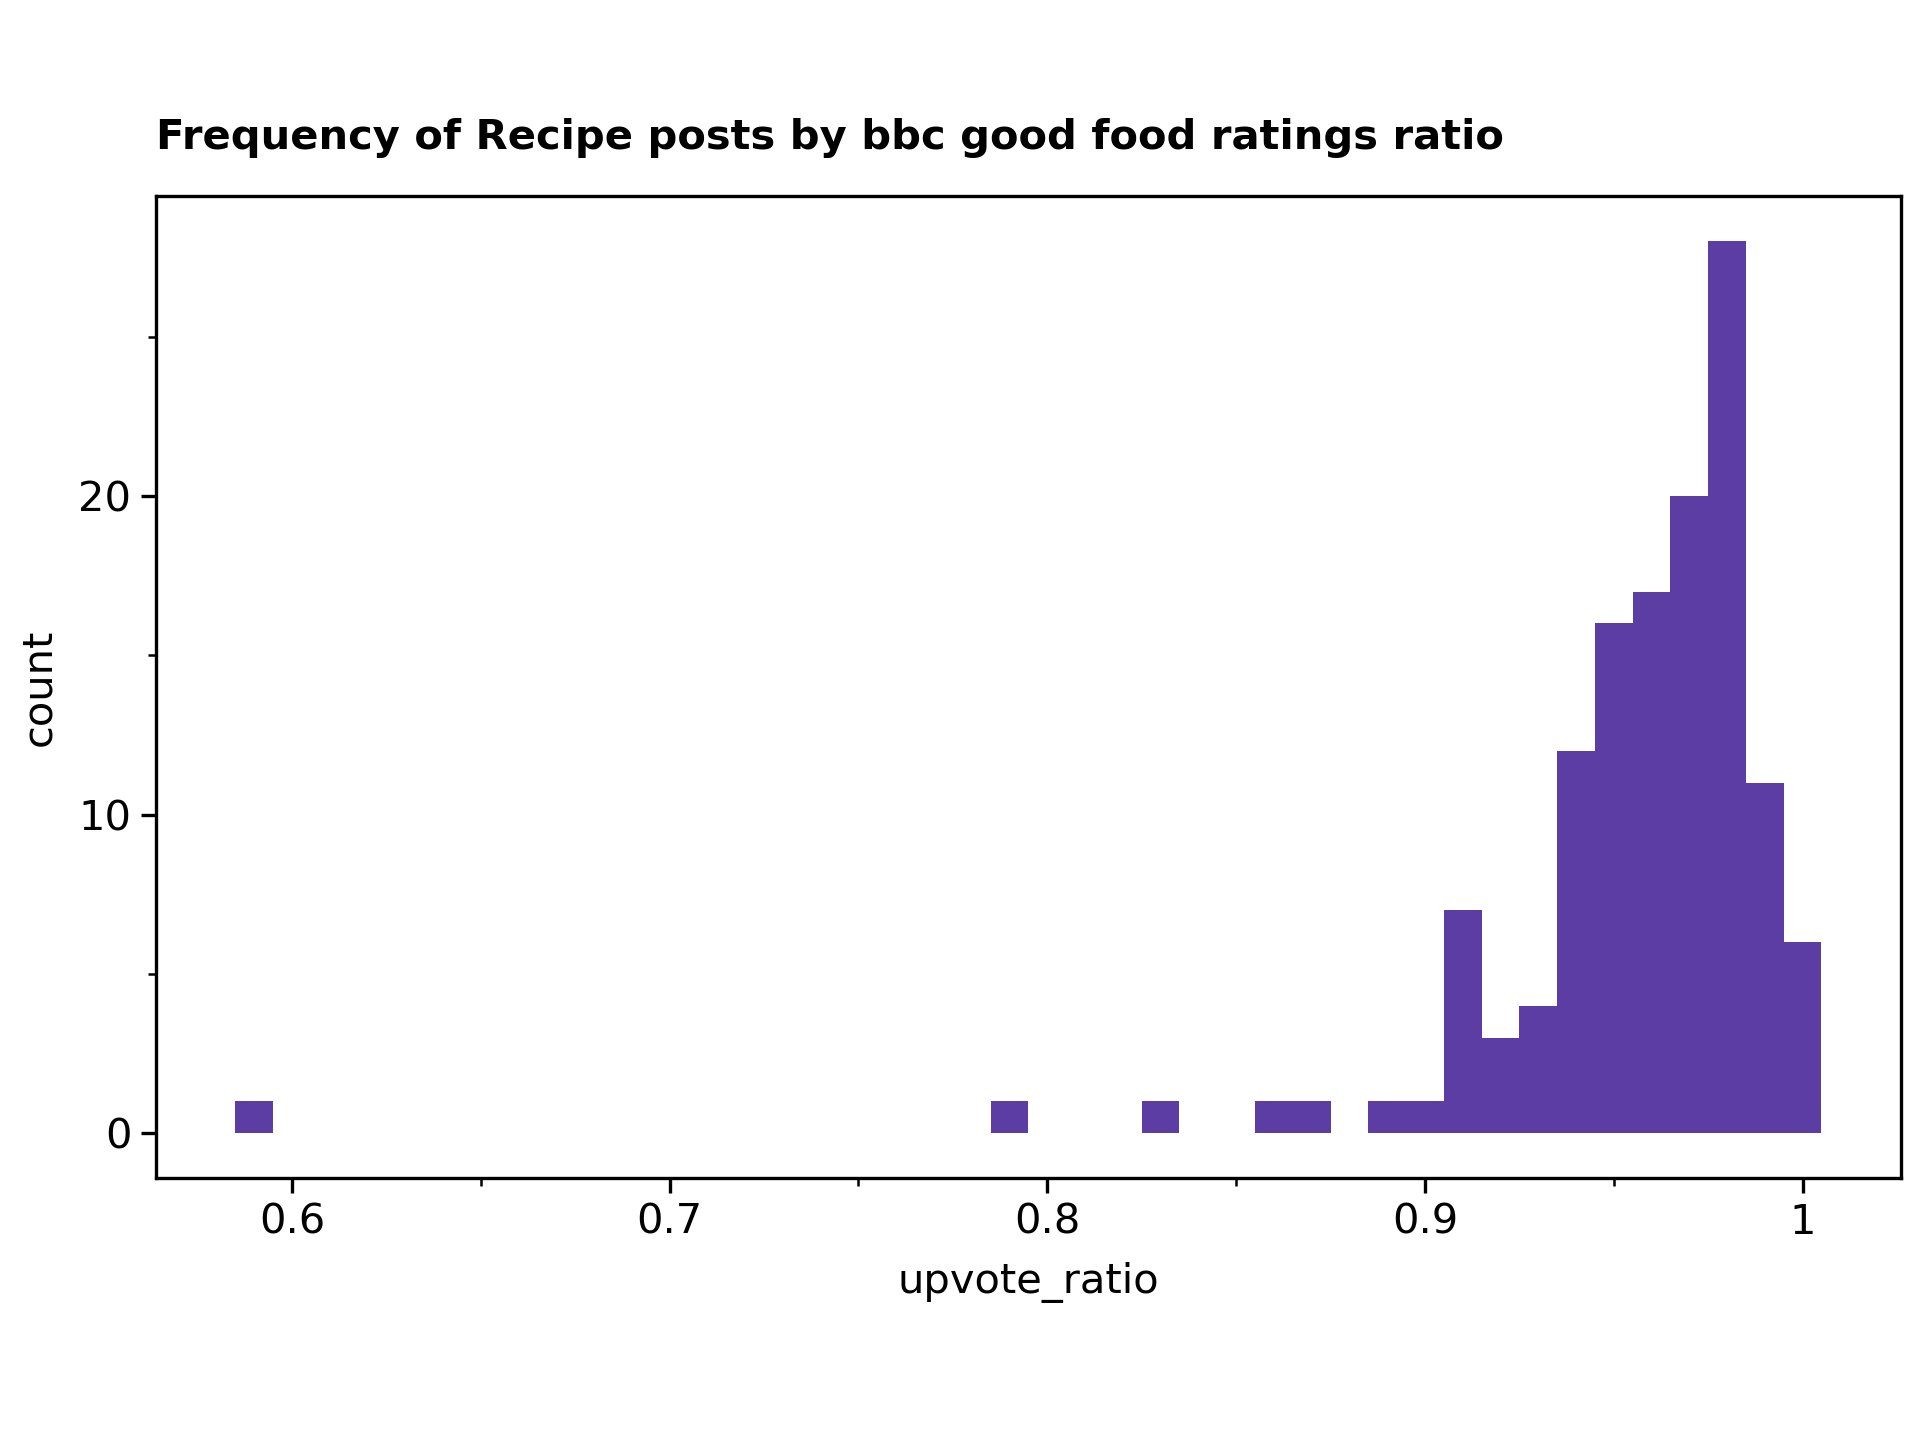 Frequency of Recipe posts by bbc good food ratings ratio
20
10
0
count
0.6 0.7 0.8 0.9 1
upvote_ratio